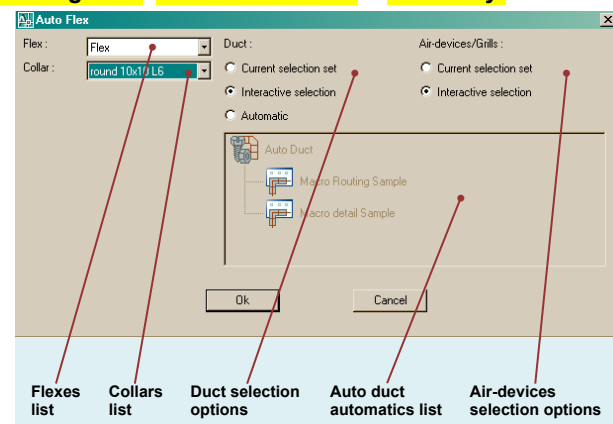 Auto Flex
Flex :
Flex
Collar :
round 10x10 L6
Duct :
Current selection set
Interactive selection
Automatic
Air-devices/Grills :
Current selection set
Interactive selection
Auto Duct
Macro Routing Sample
Macro detail Sample
Ok
Cancel
Flexes list
Collars list
Duct selection options
Auto duct automatics list
Air-devices selection options